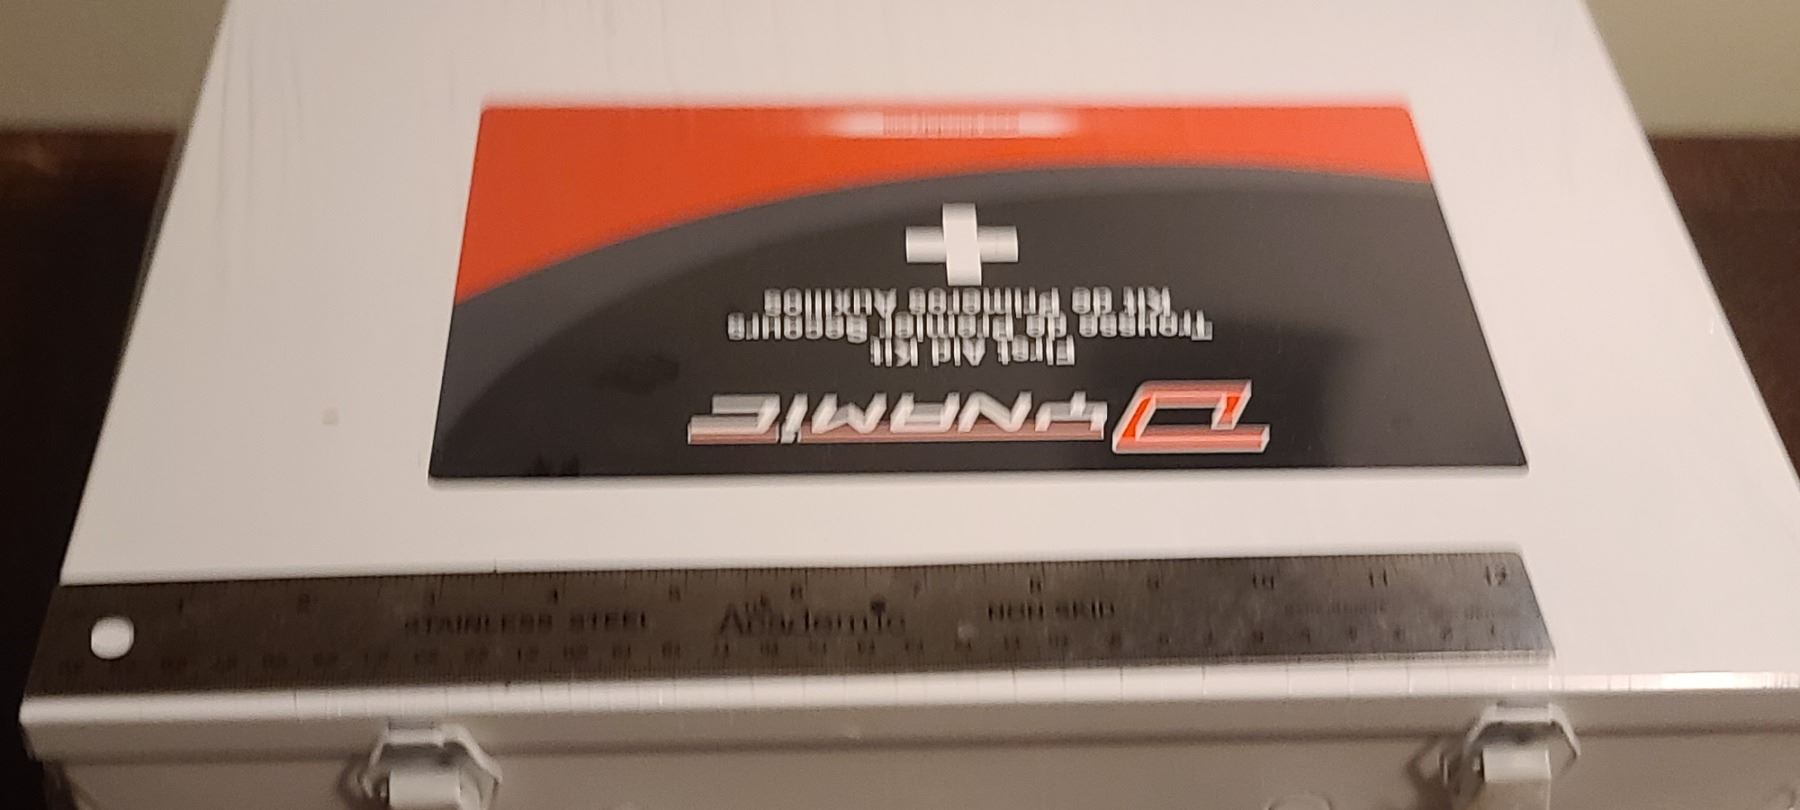 DYNAMIC
First Aid Kit
Trousse de Premier Secours
Kit de Primeros Auxilios
1 2 3 4 5 6 7 8 9 10 11 12
STAINLESS STEEL Academic NON SKID